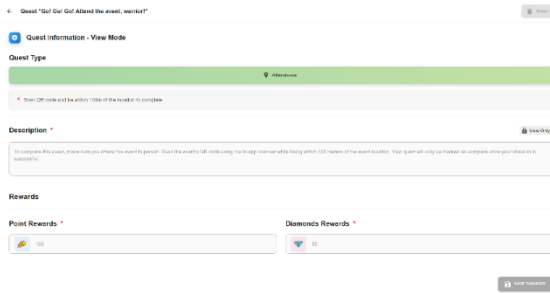 ← Quest "Go! Go! Go! Attend the event, warrior!"
Quest Information - View Mode
Quest Type
Attendance
* Scan QR code and be within 100m of the location to complete
Description *
View Only
To complete this quest, make sure you attend the event in person. Scan the event's QR code using the in-app scanner while being within 100 meters of the event location. Your quest will only be marked as complete once your check-in is
successful
Rewards
Point Rewards *
Diamonds Rewards *